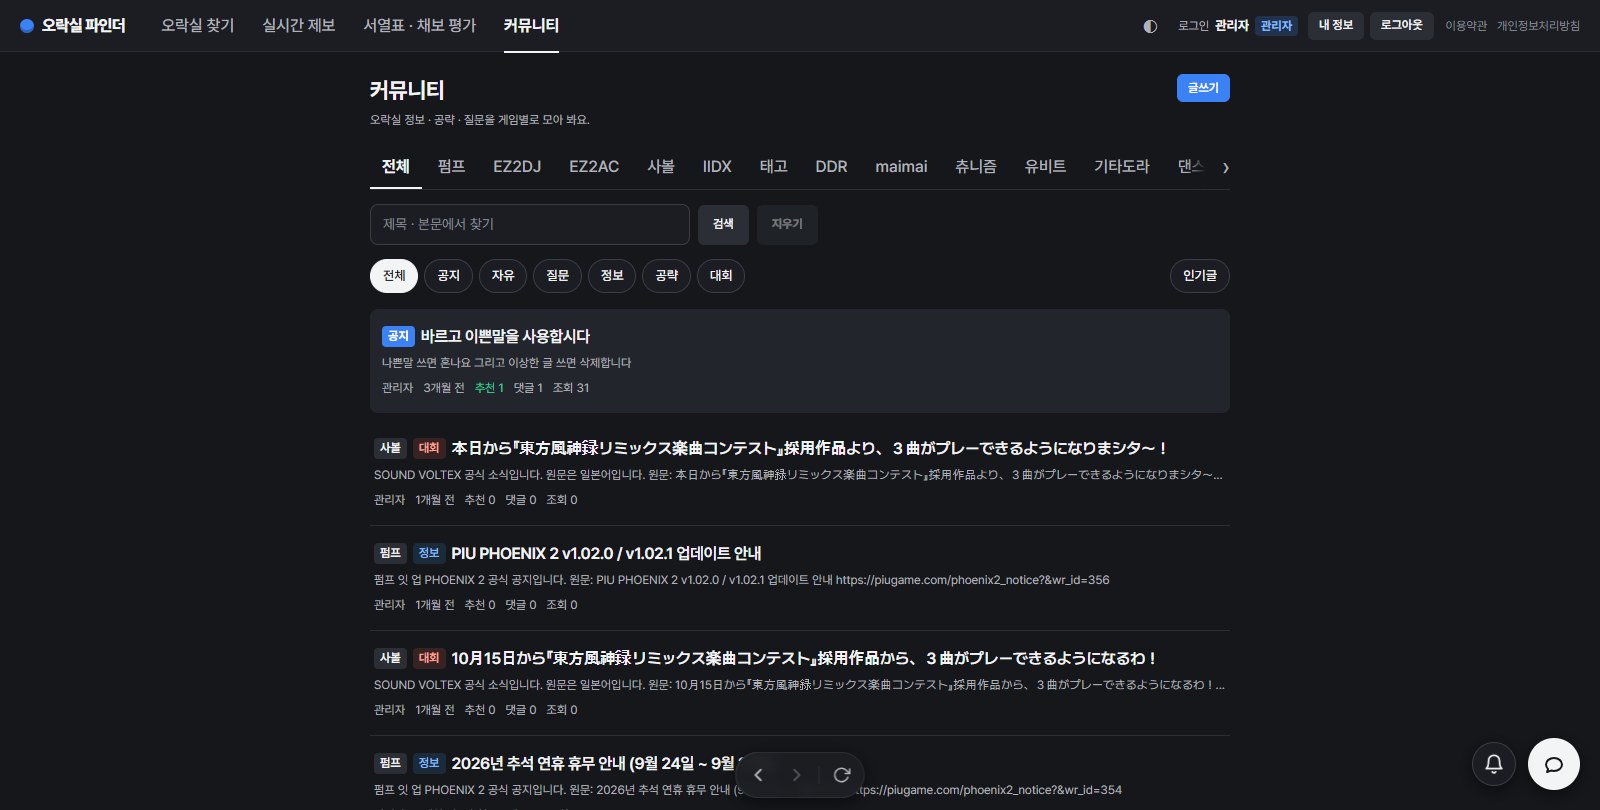 오락실 파인더 오락실 찾기 실시간 제보 서열표 · 채보 평가 커뮤니티 로그인 관리자 관리자 내 정보 로그아웃 이용약관 개인정보처리방침
커뮤니티 글쓰기
오락실 정보 · 공략 · 질문을 게임별로 모아 봐요.
전체 펌프 EZ2DJ EZ2AC 사볼 IIDX 태고 DDR maimai 츄니즘 유비트 기타도라 댄스
제목 · 본문에서 찾기 검색 지우기
전체 공지 자유 질문 정보 공략 대회 인기글
공지 바르고 이쁜말을 사용합시다
나쁜말 쓰면 혼나요 그리고 이상한 글 쓰면 삭제합니다
관리자 3개월 전 추천 1 댓글 1 조회 31
사볼 대회 本日から『東方風神録リミックス楽曲コンテスト』採用作品より、３曲がプレーできるようになりまシタ～！
SOUND VOLTEX 공식 소식입니다. 원문은 일본어입니다. 원문: 本日から『東方風神録リミックス楽曲コンテスト』採用作品より、３曲がプレーできるようになりまシタ～...
관리자 1개월 전 추천 0 댓글 0 조회 0
펌프 정보 PIU PHOENIX 2 v1.02.0 / v1.02.1 업데이트 안내
펌프 잇 업 PHOENIX 2 공식 공지입니다. 원문: PIU PHOENIX 2 v1.02.0 / v1.02.1 업데이트 안내 https://piugame.com/phoenix2_notice?&wr_id=356
관리자 1개월 전 추천 0 댓글 0 조회 0
사볼 대회 10月15日から『東方風神録リミックス楽曲コンテスト』採用作品から、３曲がプレーできるようになるわ！
SOUND VOLTEX 공식 소식입니다. 원문은 일본어입니다. 원문: 10月15日から『東方風神録リミックス楽曲コンテスト』採用作品から、３曲がプレーできるようになるわ！...
관리자 1개월 전 추천 0 댓글 0 조회 0
펌프 정보 2026년 추석 연휴 휴무 안내 (9월 24일 ~ 9월
펌프 잇 업 PHOENIX 2 공식 공지입니다. 원문: 2026년 추석 연휴 휴무 안내 ttps://piugame.com/phoenix2_notice?&wr_id=354